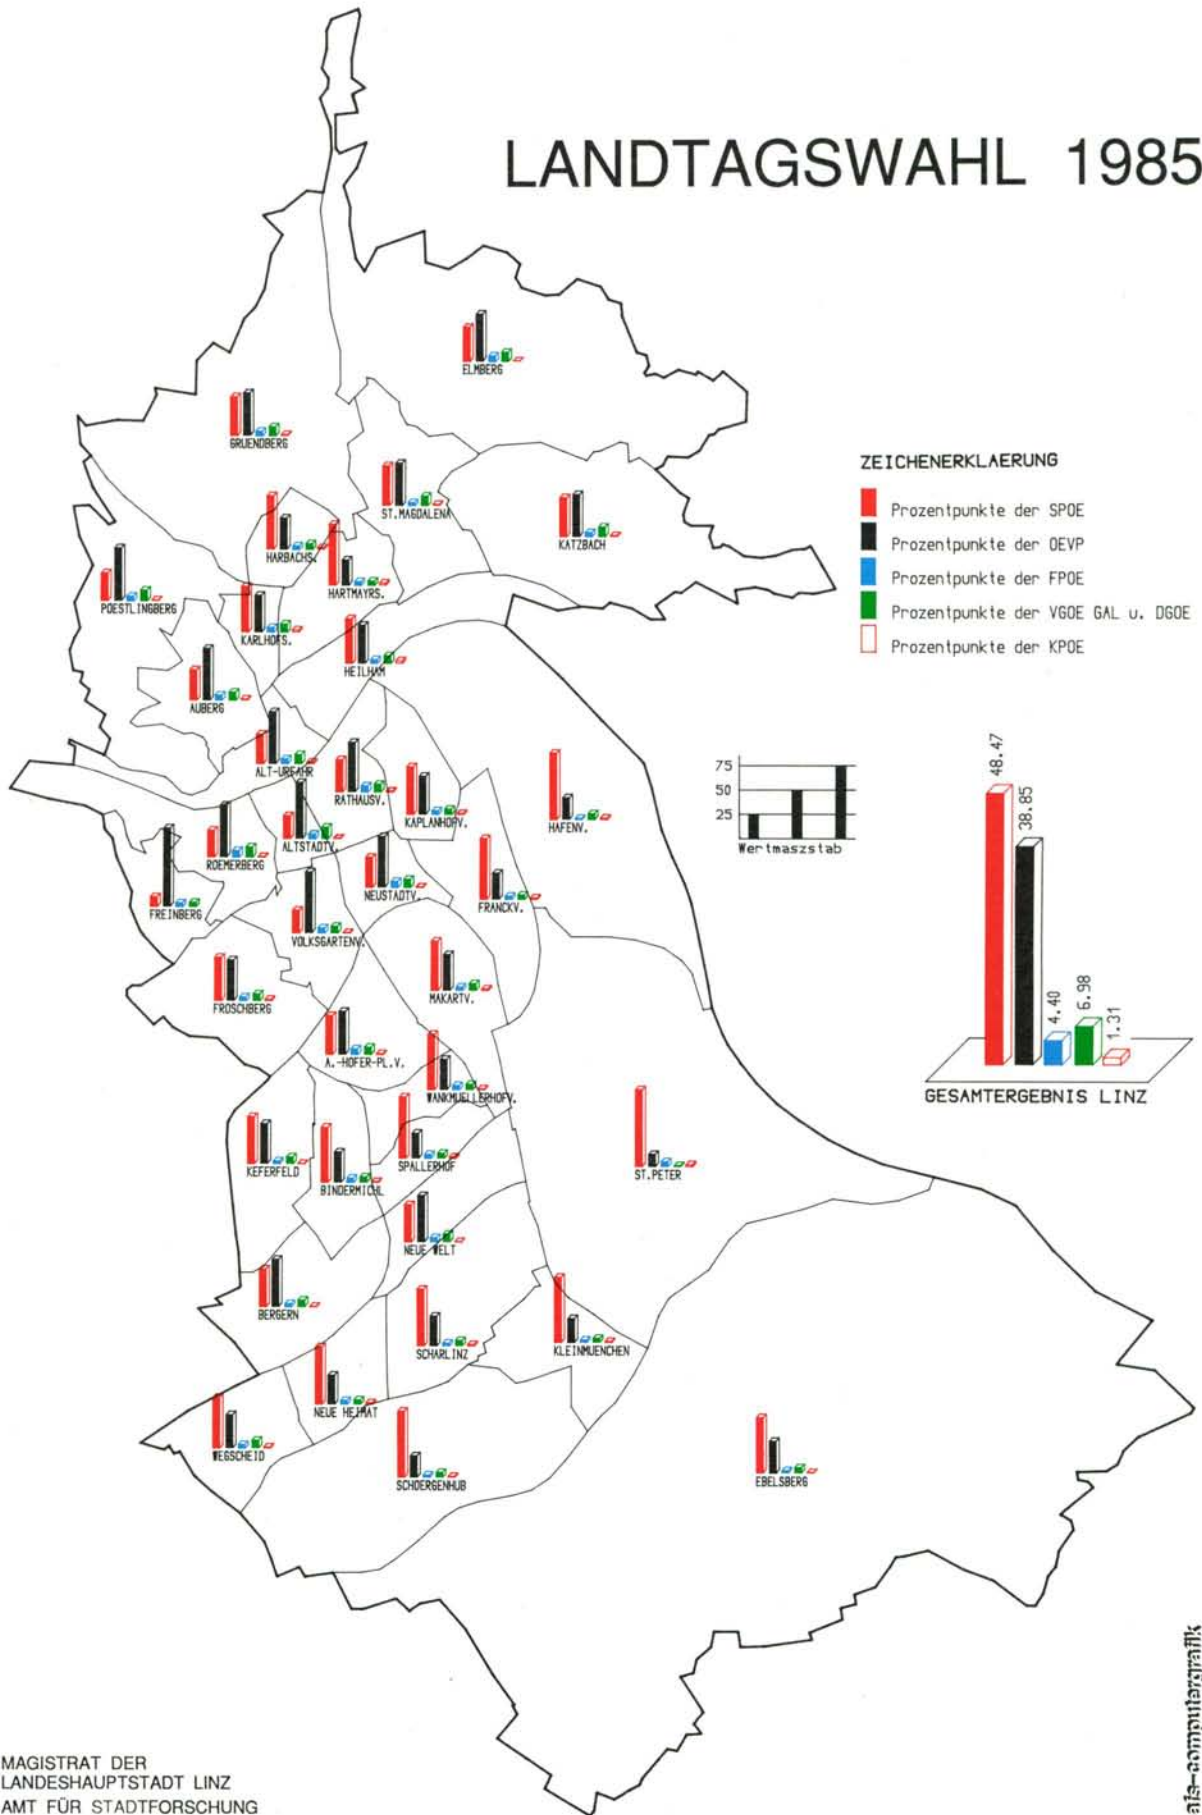 LANDTAGSWAHL 1985
ELMBERG
GRUENDBERG
ST.MAGDALENA
KATZBACH
HARBACHS.
HARTMAYRS.
POESTLINGBERG
KARLHOFS.
HEILHAM
AUBERG
ALT-URFAHR
RATHAUSV.
KAPLANHOFV.
HAFENV.
ROEMERBERG
ALTSTADTV.
NEUSTADTV.
FRANCKV.
FREINBERG
VOLKSGARTENV.
FROSCHBERG
MAKARTV.
A.-HOFER-PL.V.
WANKMUELLERHOFV.
KEFERFELD
BINDERMICHL
SPALLERHOF
ST.PETER
NEUE WELT
BERGERN
SCHARLINZ
KLEINMUENCHEN
NEUE HEIMAT
WEGSCHEID
SCHOERGENHUB
EBELSBERG
ZEICHENERKLAERUNG
Prozentpunkte der SPOE
Prozentpunkte der OEVP
Prozentpunkte der FPOE
Prozentpunkte der VGOE GAL u. DGOE
Prozentpunkte der KPOE
75
50
25
Wertmaszstab
48.47
38.85
4.40
6.98
1.31
GESAMTERGEBNIS LINZ
MAGISTRAT DER
LANDESHAUPTSTADT LINZ
AMT FÜR STADTFORSCHUNG